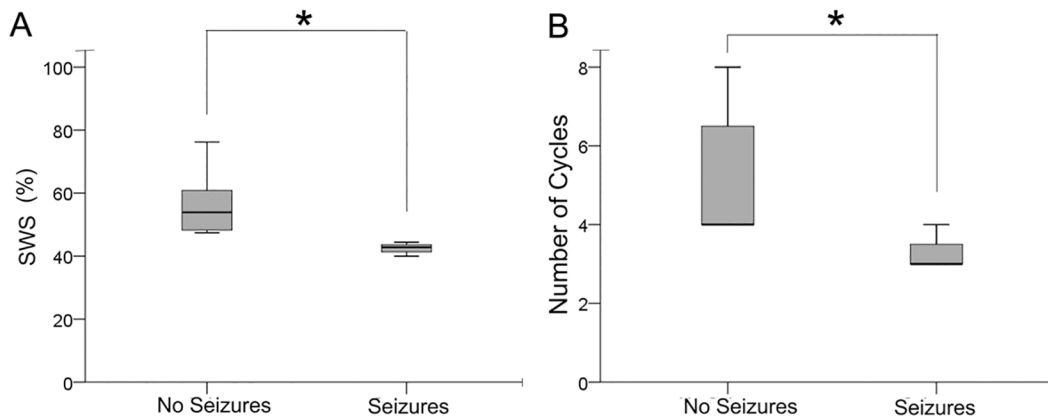 A
*
SWS (%)
100
80
60
40
20
0
No Seizures
Seizures
B
*
Number of Cycles
8
6
4
2
0
No Seizures
Seizures